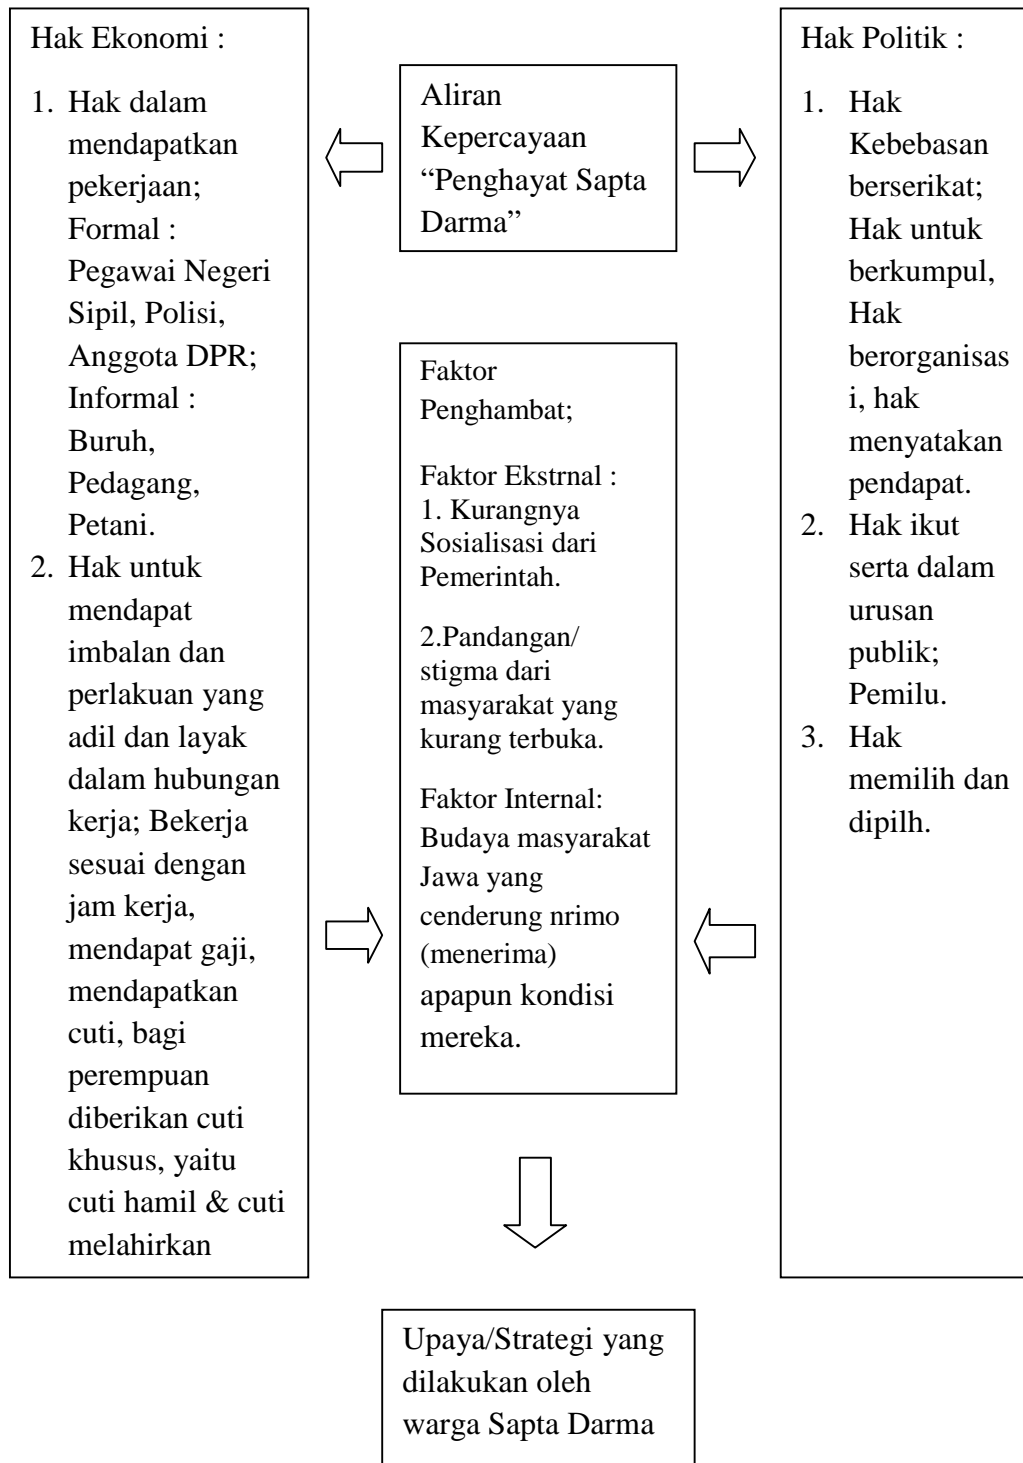 Hak Ekonomi :
1. Hak dalam
mendapatkan
pekerjaan;
Formal :
Pegawai Negeri
Sipil, Polisi,
Anggota DPR;
Informal :
Buruh,
Pedagang,
Petani.
2. Hak untuk
mendapat
imbalan dan
perlakuan yang
adil dan layak
dalam hubungan
kerja; Bekerja
sesuai dengan
jam kerja,
mendapat gaji,
mendapatkan
cuti, bagi
perempuan
diberikan cuti
khusus, yaitu
cuti hamil & cuti
melahirkan
Aliran
Kepercayaan
“Penghayat Sapta
Darma”
Faktor
Penghambat;
Faktor Ekstrnal :
1. Kurangnya
Sosialisasi dari
Pemerintah.
2.Pandangan/
stigma dari
masyarakat yang
kurang terbuka.
Faktor Internal:
Budaya masyarakat
Jawa yang
cenderung nrimo
(menerima)
apapun kondisi
mereka.
Hak Politik :
1. Hak
Kebebasan
berserikat;
Hak untuk
berkumpul,
Hak
berorganisas
i, hak
menyatakan
pendapat.
2. Hak ikut
serta dalam
urusan
publik;
Pemilu.
3. Hak
memilih dan
dipilh.
Upaya/Strategi yang
dilakukan oleh
warga Sapta Darma